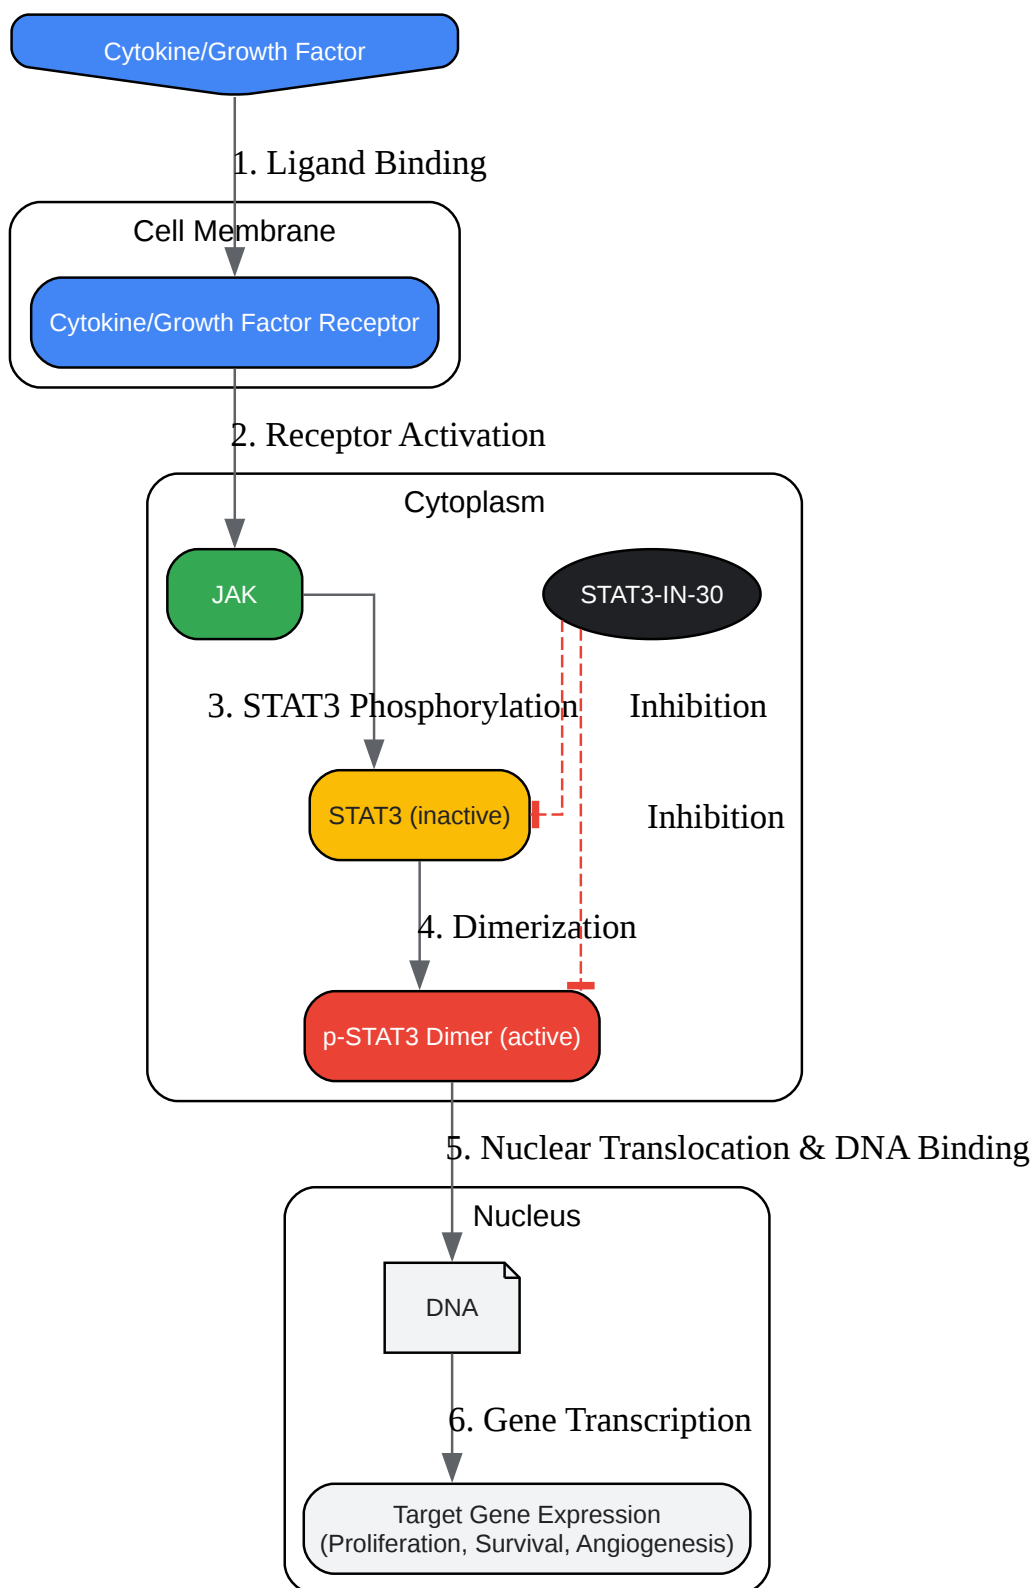 Cytokine/Growth Factor
1. Ligand Binding
Cell Membrane
Cytokine/Growth Factor Receptor
2. Receptor Activation
Cytoplasm
JAK
STAT3-IN-30
3. STAT3 Phosphorylation
Inhibition
STAT3 (inactive)
Inhibition
4. Dimerization
p-STAT3 Dimer (active)
5. Nuclear Translocation & DNA Binding
Nucleus
DNA
6. Gene Transcription
Target Gene Expression
(Proliferation, Survival, Angiogenesis)